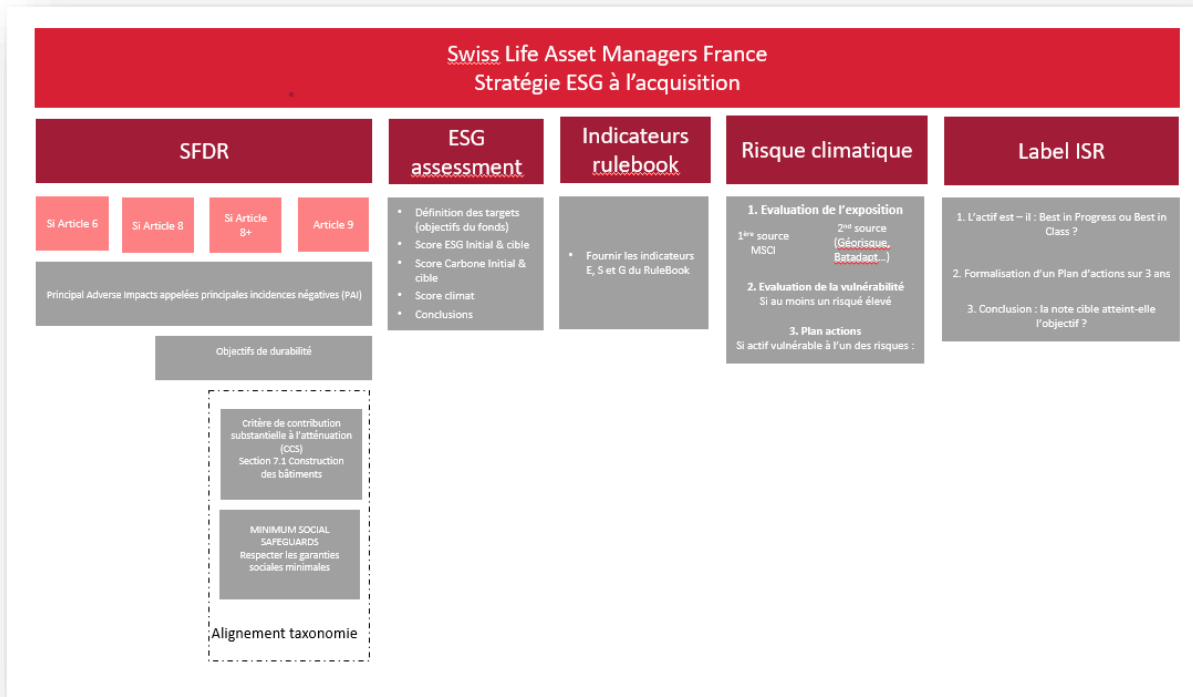 Swiss Life Asset Managers France
Stratégie ESG à l’acquisition
SFDR
Si Article 6
Si Article 8
Si Article
8+
Article 9
Principal Adverse Impacts appelées principales incidences négatives (PAI)
Objectifs de durabilité
Critère de contribution
substantielle à l’atténuation
(CCS)
Section 7.1 Construction
des bâtiments
MINIMUM SOCIAL
SAFEGUARDS
Respecter les garanties
sociales minimales
Alignement taxonomie
ESG
assessment
• Définition des targets
(objectifs du fonds)
• Score ESG Initial & cible
• Score Carbone Initial &
cible
• Score climat
• Conclusions
Indicateurs
rulebook
• Fournir les indicateurs
E, S et G du RuleBook
Risque climatique
1. Evaluation de l’exposition
1ère source
MSCI
2nd source
(Géorisque,
Batadapt…)
2. Evaluation de la vulnérabilité
Si au moins un risqué élevé
3. Plan actions
Si actif vulnérable à l’un des risques :
Label ISR
1. L’actif est – il : Best in Progress ou Best in
Class ?
2. Formalisation d’un Plan d’actions sur 3 ans
3. Conclusion : la note cible atteint-elle
l’objectif ?